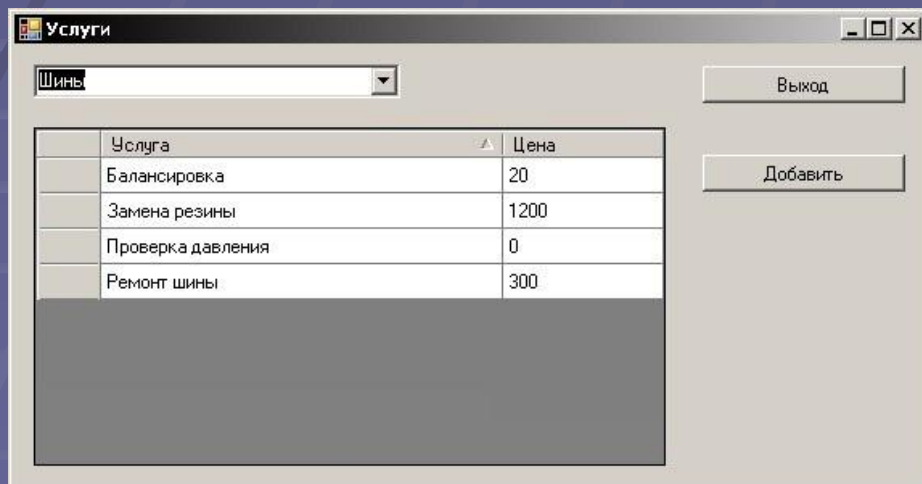 Услуги
Шины
Выход
Услуга Цена
Балансировка 20
Добавить
Замена резины 1200
Проверка давления 0
Ремонт шины 300